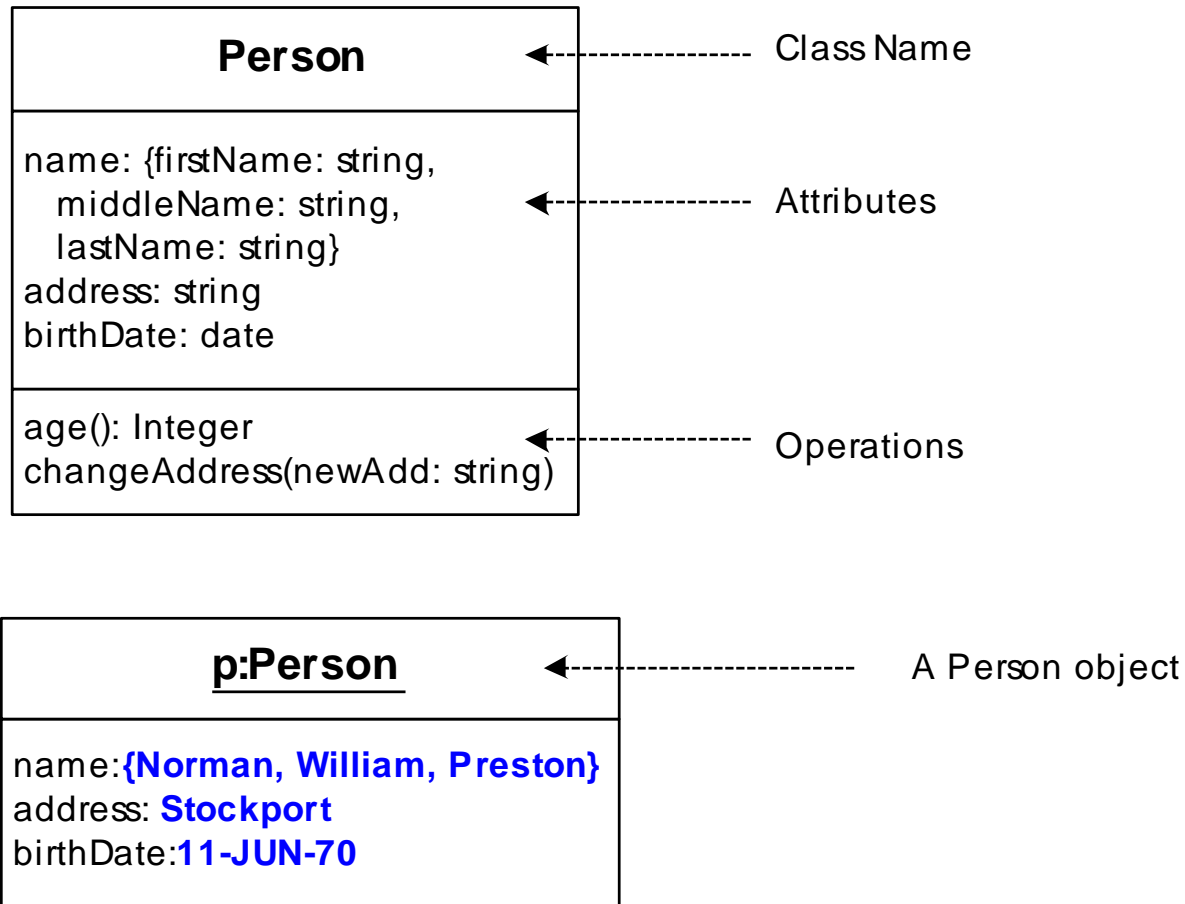 Person
Class Name
name: {firstName: string,
middleName: string,
lastName: string}
address: string
birthDate: date
Attributes
age(): Integer
changeAddress(newAdd: string)
Operations
p:Person
A Person object
name:{Norman, William, Preston}
address: Stockport
birthDate:11-JUN-70